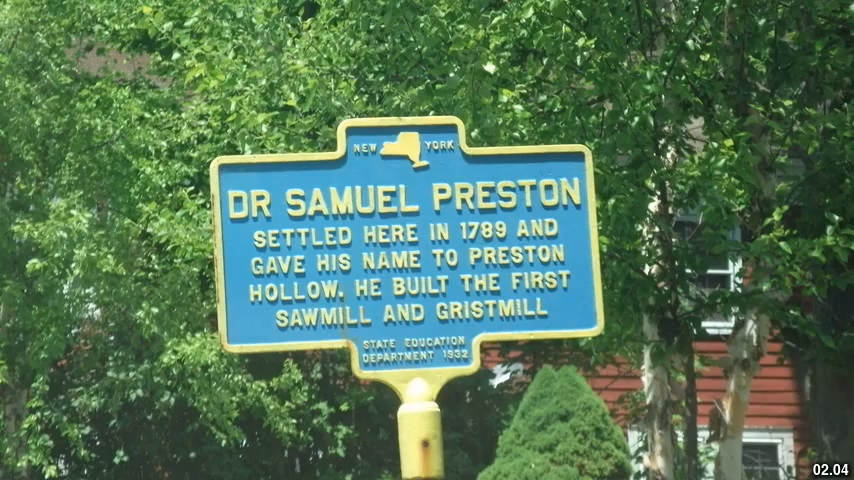 NEW YORK
DR SAMUEL PRESTON
SETTLED HERE IN 1789 AND
GAVE HIS NAME TO PRESTON
HOLLOW. HE BUILT THE FIRST
SAWMILL AND GRISTMILL
STATE EDUCATION
DEPARTMENT 1932
02.04